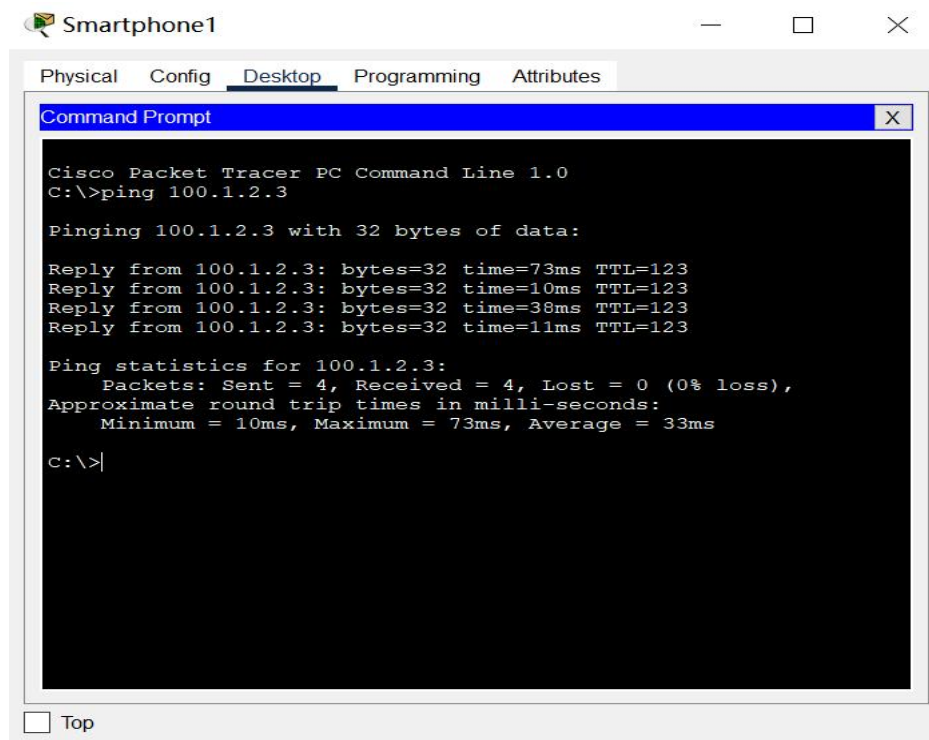 Smartphone1
Physical Config Desktop Programming Attributes
Command Prompt X
Cisco Packet Tracer PC Command Line 1.0
C:\>ping 100.1.2.3
Pinging 100.1.2.3 with 32 bytes of data:
Reply from 100.1.2.3: bytes=32 time=73ms TTL=123
Reply from 100.1.2.3: bytes=32 time=10ms TTL=123
Reply from 100.1.2.3: bytes=32 time=38ms TTL=123
Reply from 100.1.2.3: bytes=32 time=11ms TTL=123
Ping statistics for 100.1.2.3:
Packets: Sent = 4, Received = 4, Lost = 0 (0% loss),
Approximate round trip times in milli-seconds:
Minimum = 10ms, Maximum = 73ms, Average = 33ms
C:\>
Top